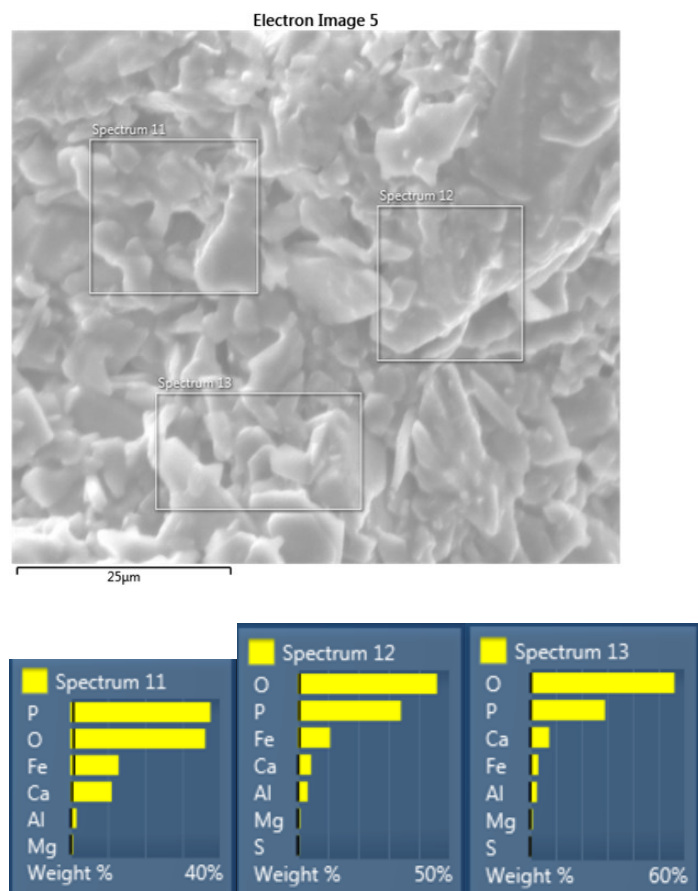 Electron Image 5
Spectrum 11
Spectrum 12
Spectrum 13
25µm
Spectrum 11
P
O
Fe
Ca
Al
Mg
Weight % 40%
Spectrum 12
O
P
Fe
Ca
Al
Mg
S
Weight % 50%
Spectrum 13
O
P
Ca
Fe
Al
Mg
S
Weight % 60%